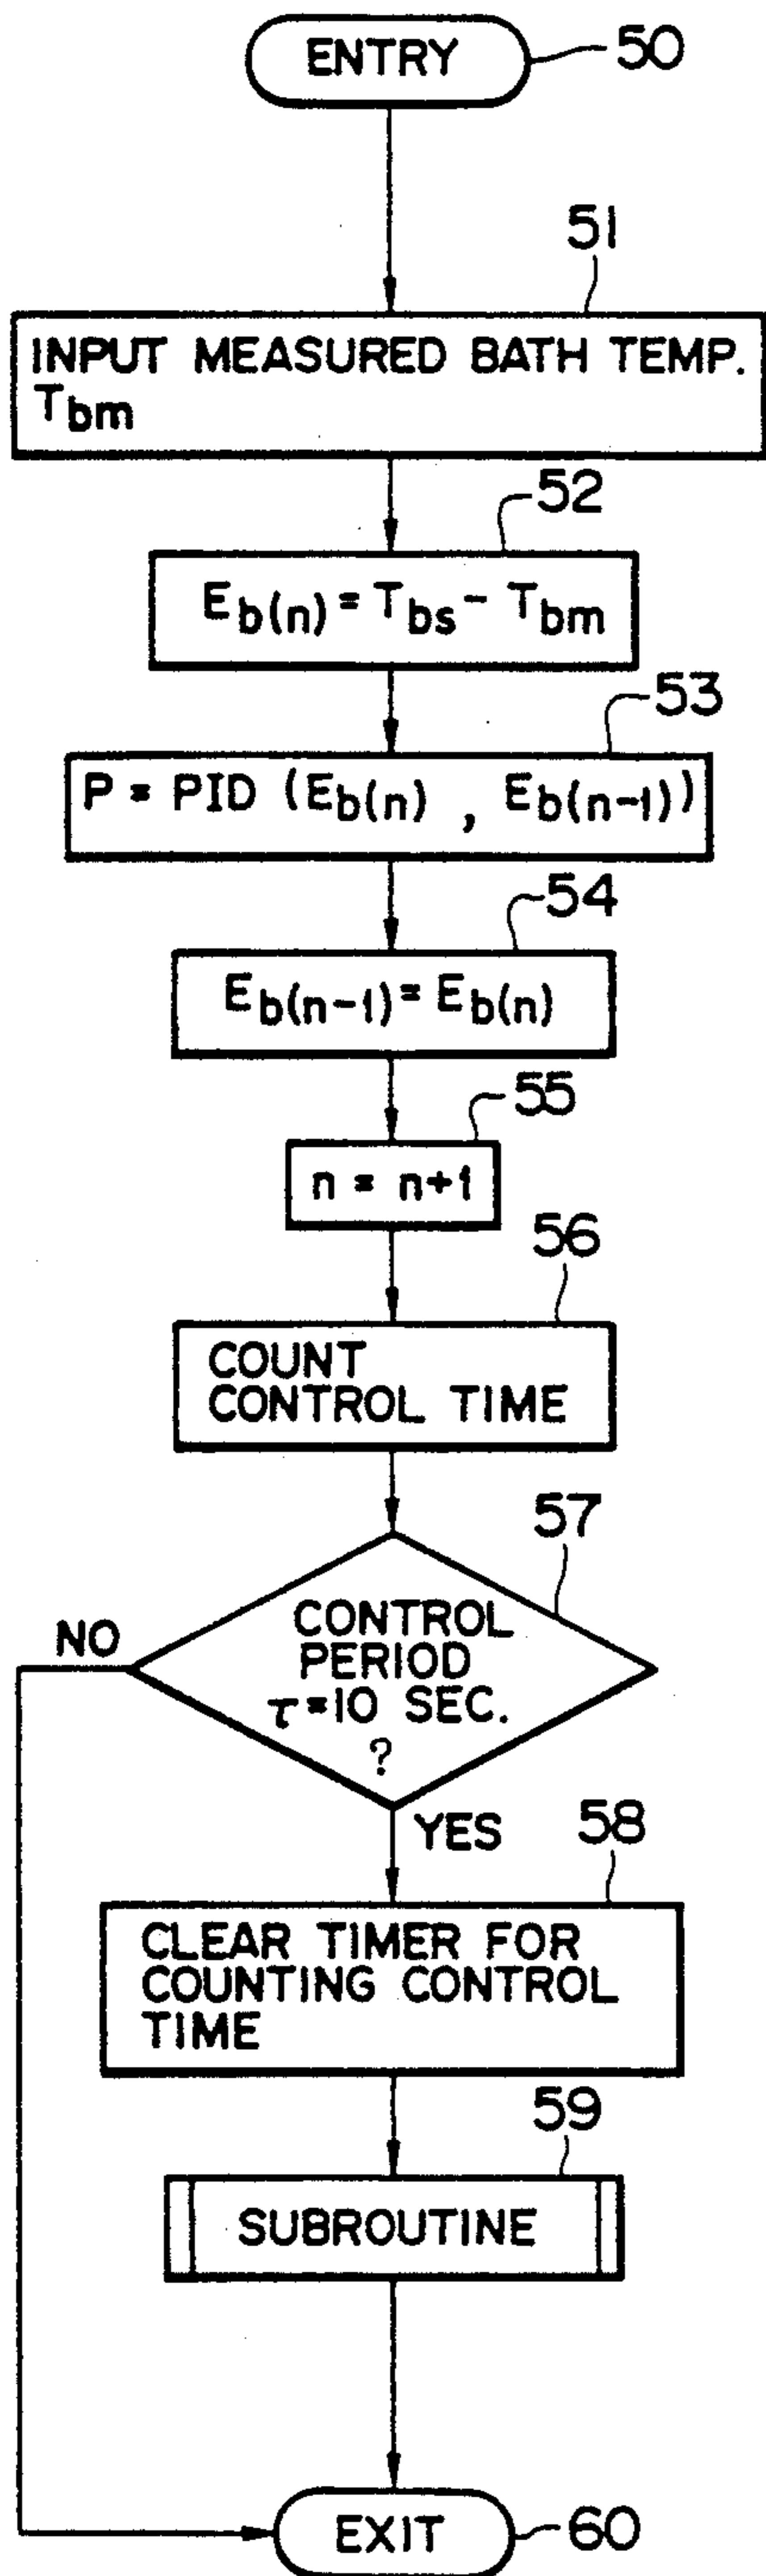 ENTRY
50
51
INPUT MEASURED BATH TEMP.
Tbm
52
Eb(n) = Tbs - Tbm
53
P = PID (Eb(n) , Eb(n-1))
54
Eb(n-1) = Eb(n)
55
n = n+1
56
COUNT
CONTROL TIME
57
NO
CONTROL
PERIOD
τ=10 SEC.
?
YES
58
CLEAR TIMER FOR
COUNTING CONTROL
TIME
59
SUBROUTINE
EXIT
60